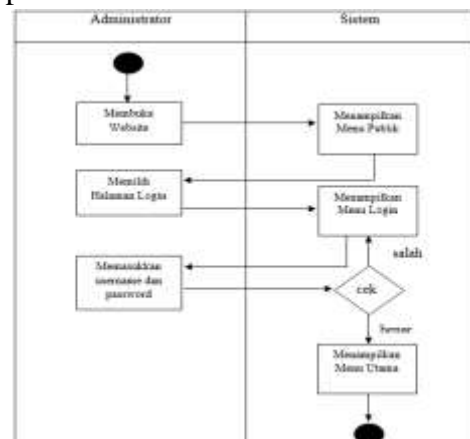 Administrator
Sistem
Membuka
Website
Menampilkan
Menu Publik
Memilih
Halaman Login
Menampilkan
Menu Login
Memasukkan
username dan
password
salah
cek
benar
Menampilkan
Menu Utama